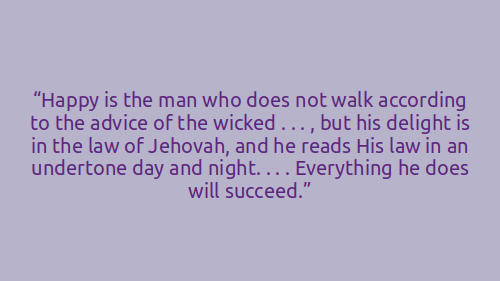 “Happy is the man who does not walk according
to the advice of the wicked . . . , but his delight is
in the law of Jehovah, and he reads His law in an
undertone day and night. . . . Everything he does
will succeed.”